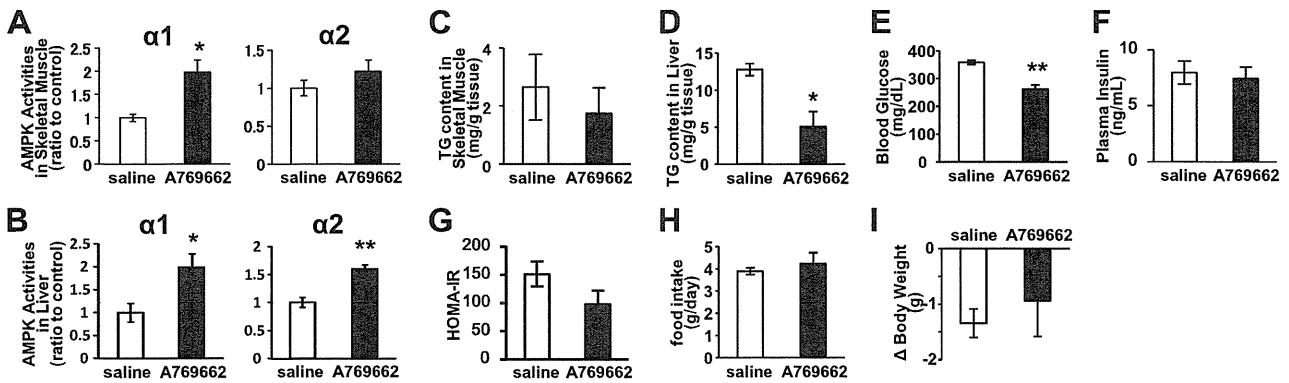 A
α1
α2
AMPK Activities
in Skeletal Muscle
(ratio to control)
2.5
2
1.5
1
0.5
0
*
saline A769662
1.5
1
0.5
0
saline A769662
C
TG content in
Skeletal Muscle
(mg/g tissue)
4
2
0
saline A769662
D
TG content in Liver
(mg/g tissue)
15
10
5
0
*
saline A769662
E
Blood Glucose
(mg/dL)
400
300
200
100
0
**
saline A769662
F
Plasma Insulin
(ng/mL)
10
5
0
saline A769662
B
α1
α2
AMPK Activities
in Liver
(ratio to control)
2.5
2
1.5
1
0.5
0
*
saline A769662
2
1.5
1
0.5
0
**
saline A769662
G
HOMA-IR
200
150
100
50
0
saline A769662
H
food intake
(g/day)
5
4
3
2
1
0
saline A769662
I
saline A769662
Δ Body Weight
(g)
0
-1
-2